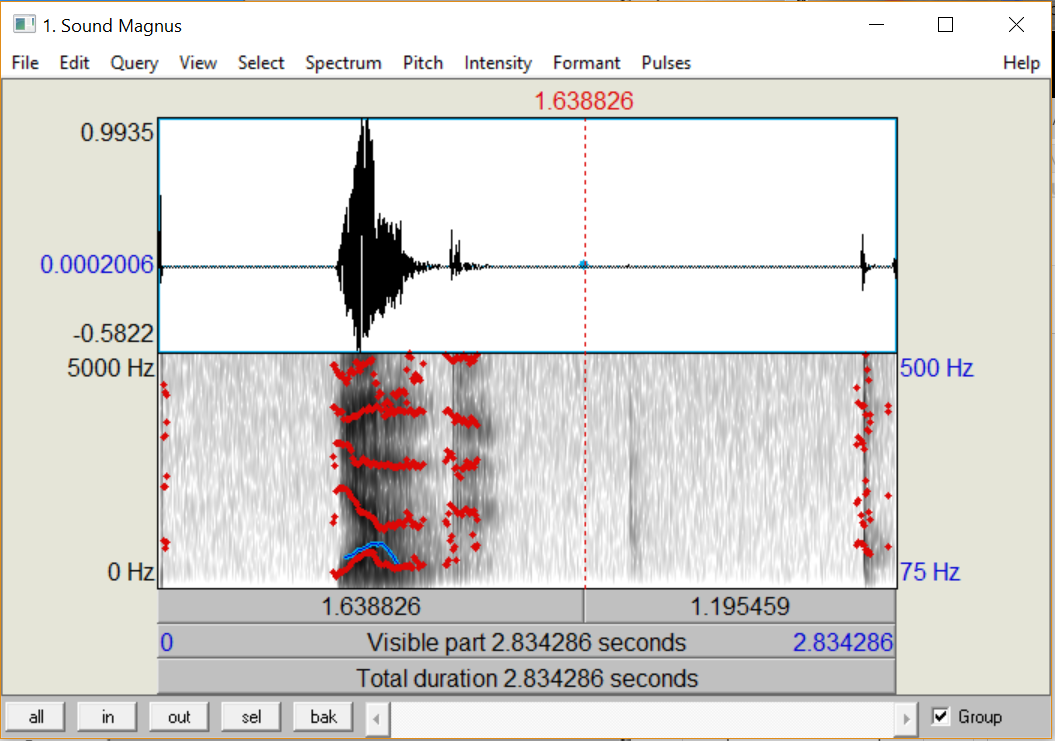 1. Sound Magnus
File Edit Query View Select Spectrum Pitch Intensity Formant Pulses Help
1.638826
0.9935
0.0002006
-0.5822
5000 Hz 500 Hz
0 Hz 75 Hz
1.638826 1.195459
0 Visible part 2.834286 seconds 2.834286
Total duration 2.834286 seconds
all in out sel bak Group